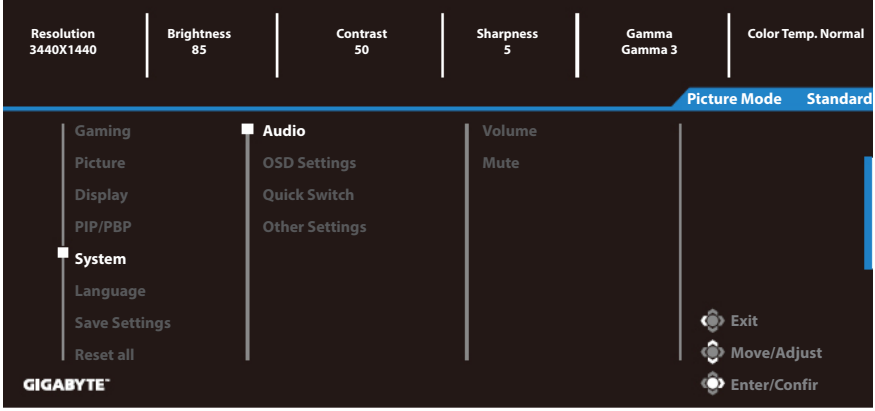 Resolution
3440X1440
Brightness
85
Contrast
50
Sharpness
5
Gamma
Gamma 3
Color Temp. Normal
Picture Mode Standard
Gaming
Picture
Display
PIP/PBP
System
Language
Save Settings
Reset all
Audio
OSD Settings
Quick Switch
Other Settings
Volume
Mute
Exit
Move/Adjust
Enter/Confir
GIGABYTE™